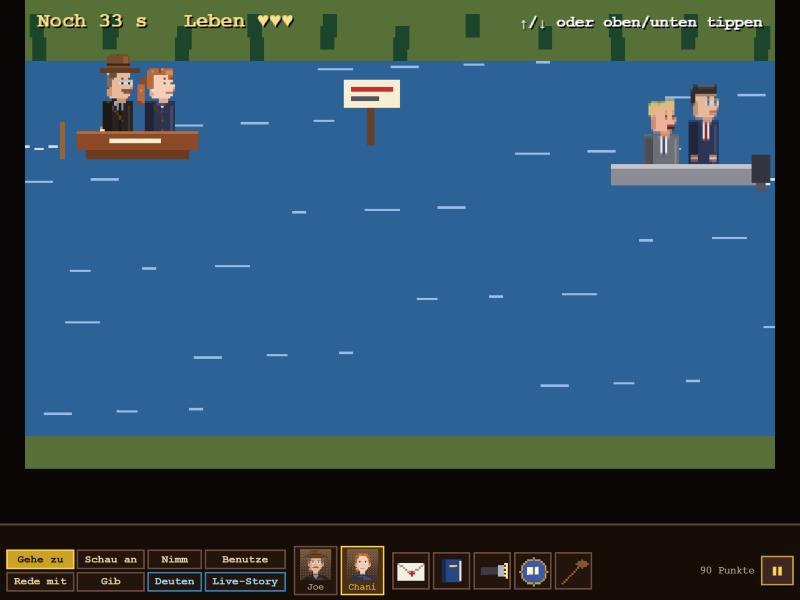 Noch 33 s Leben ♥♥♥ ↑/↓ oder oben/unten tippen
Gehe zu Schau an Nimm Benutze
Rede mit Gib Deuten Live-Story
Joe Chani
90 Punkte